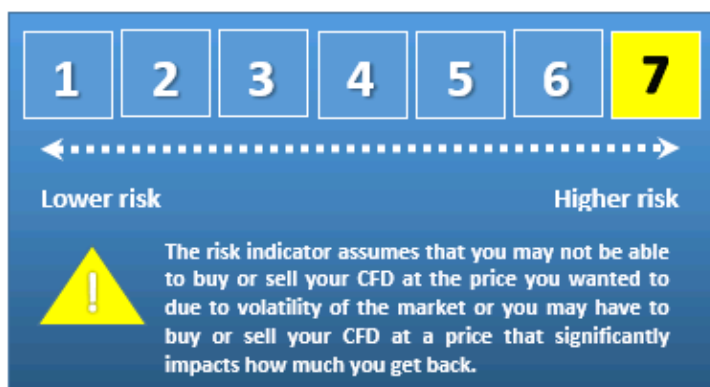 1 2 3 4 5 6 7
Lower risk Higher risk
!
The risk indicator assumes that you may not be able
to buy or sell your CFD at the price you wanted to
due to volatility of the market or you may have to
buy or sell your CFD at a price that significantly
impacts how much you get back.